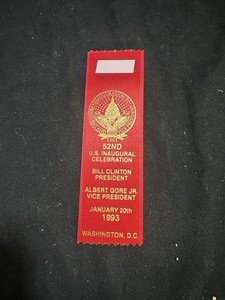 52ND
U.S. INAUGURAL
CELEBRATION
BILL CLINTON
PRESIDENT
ALBERT GORE JR.
VICE PRESIDENT
JANUARY 20th
1993
WASHINGTON, D.C.